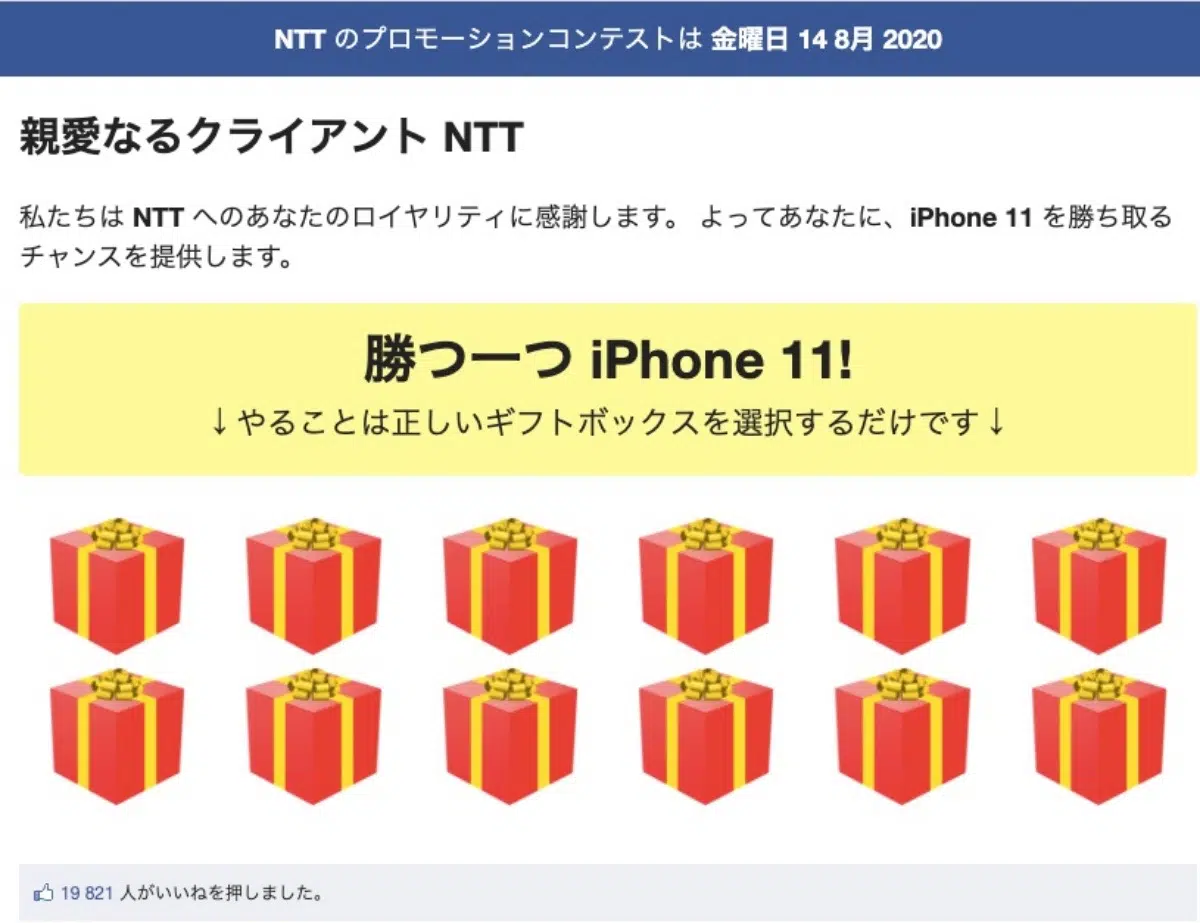 NTT のプロモーションコンテストは 金曜日 14 8月 2020
親愛なるクライアント NTT
私たちは NTT へのあなたのロイヤリティに感謝します。 よってあなたに、iPhone 11 を勝ち取る
チャンスを提供します。
勝つ一つ iPhone 11!
↓やることは正しいギフトボックスを選択するだけです↓
19 821 人がいいねを押しました。